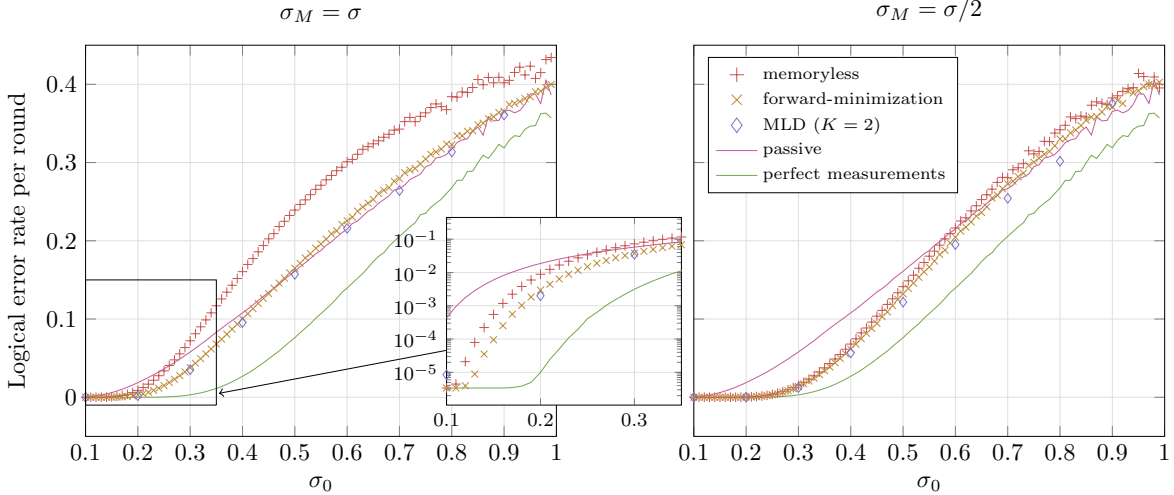 σ_M = σ
σ_M = σ/2
Logical error rate per round
0.4
0.3
0.2
0.1
0
10⁻¹
10⁻²
10⁻³
10⁻⁴
10⁻⁵
0.1 0.2 0.3
memoryless
forward-minimization
MLD (K = 2)
passive
perfect measurements
0.1 0.2 0.3 0.4 0.5 0.6 0.7 0.8 0.9 1
0.1 0.2 0.3 0.4 0.5 0.6 0.7 0.8 0.9 1
σ₀
σ₀